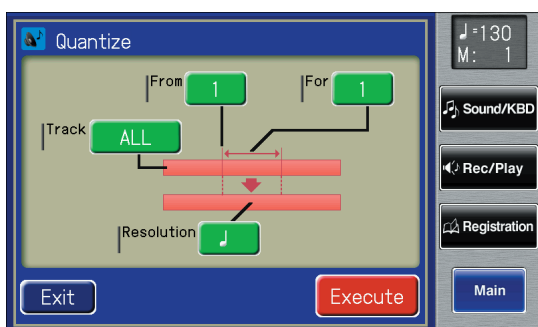 Quantize
♩=130
M: 1
From 1
For 1
Track ALL
Resolution ♩
Exit
Execute
Sound/KBD
Rec/Play
Registration
Main